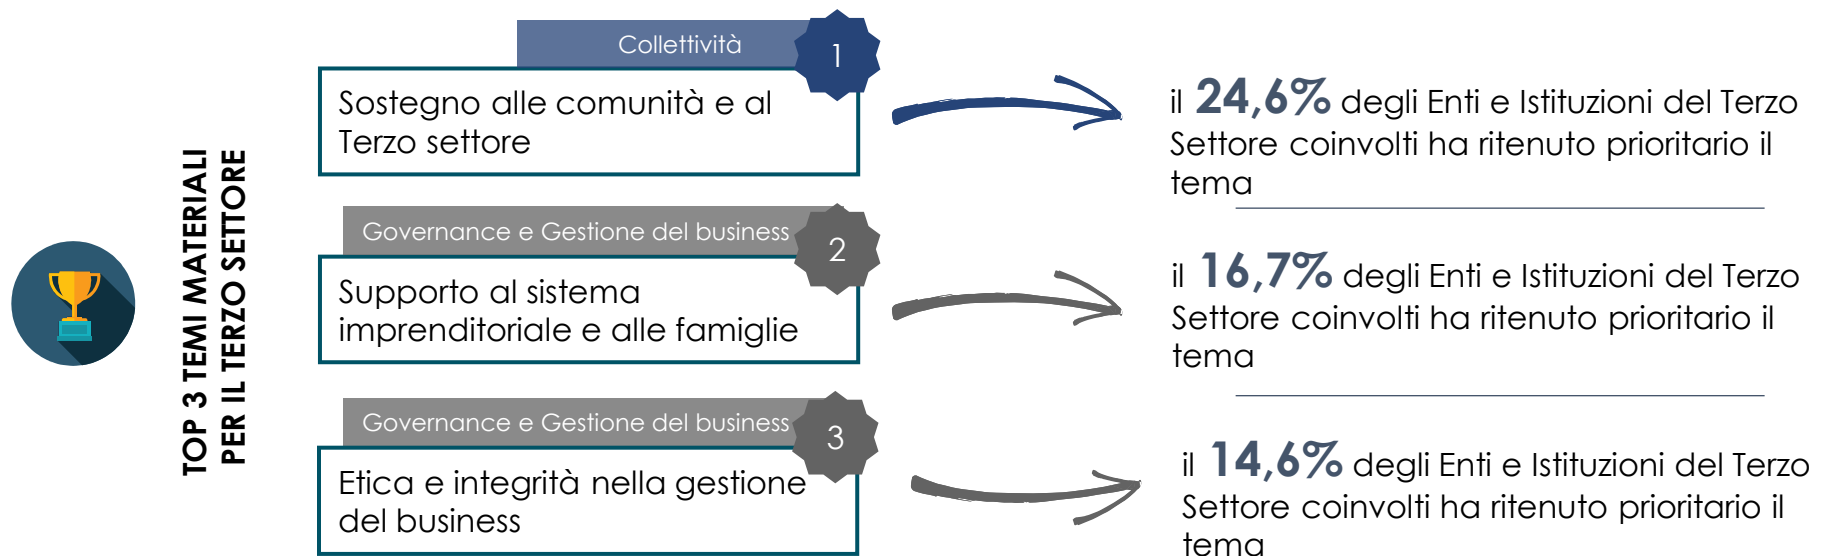 TOP 3 TEMI MATERIALI
PER IL TERZO SETTORE
Collettività
1
Sostegno alle comunità e al
Terzo settore
il 24,6% degli Enti e Istituzioni del Terzo
Settore coinvolti ha ritenuto prioritario il
tema
Governance e Gestione del business
2
Supporto al sistema
imprenditoriale e alle famiglie
il 16,7% degli Enti e Istituzioni del Terzo
Settore coinvolti ha ritenuto prioritario il
tema
Governance e Gestione del business
3
Etica e integrità nella gestione
del business
il 14,6% degli Enti e Istituzioni del Terzo
Settore coinvolti ha ritenuto prioritario il
tema